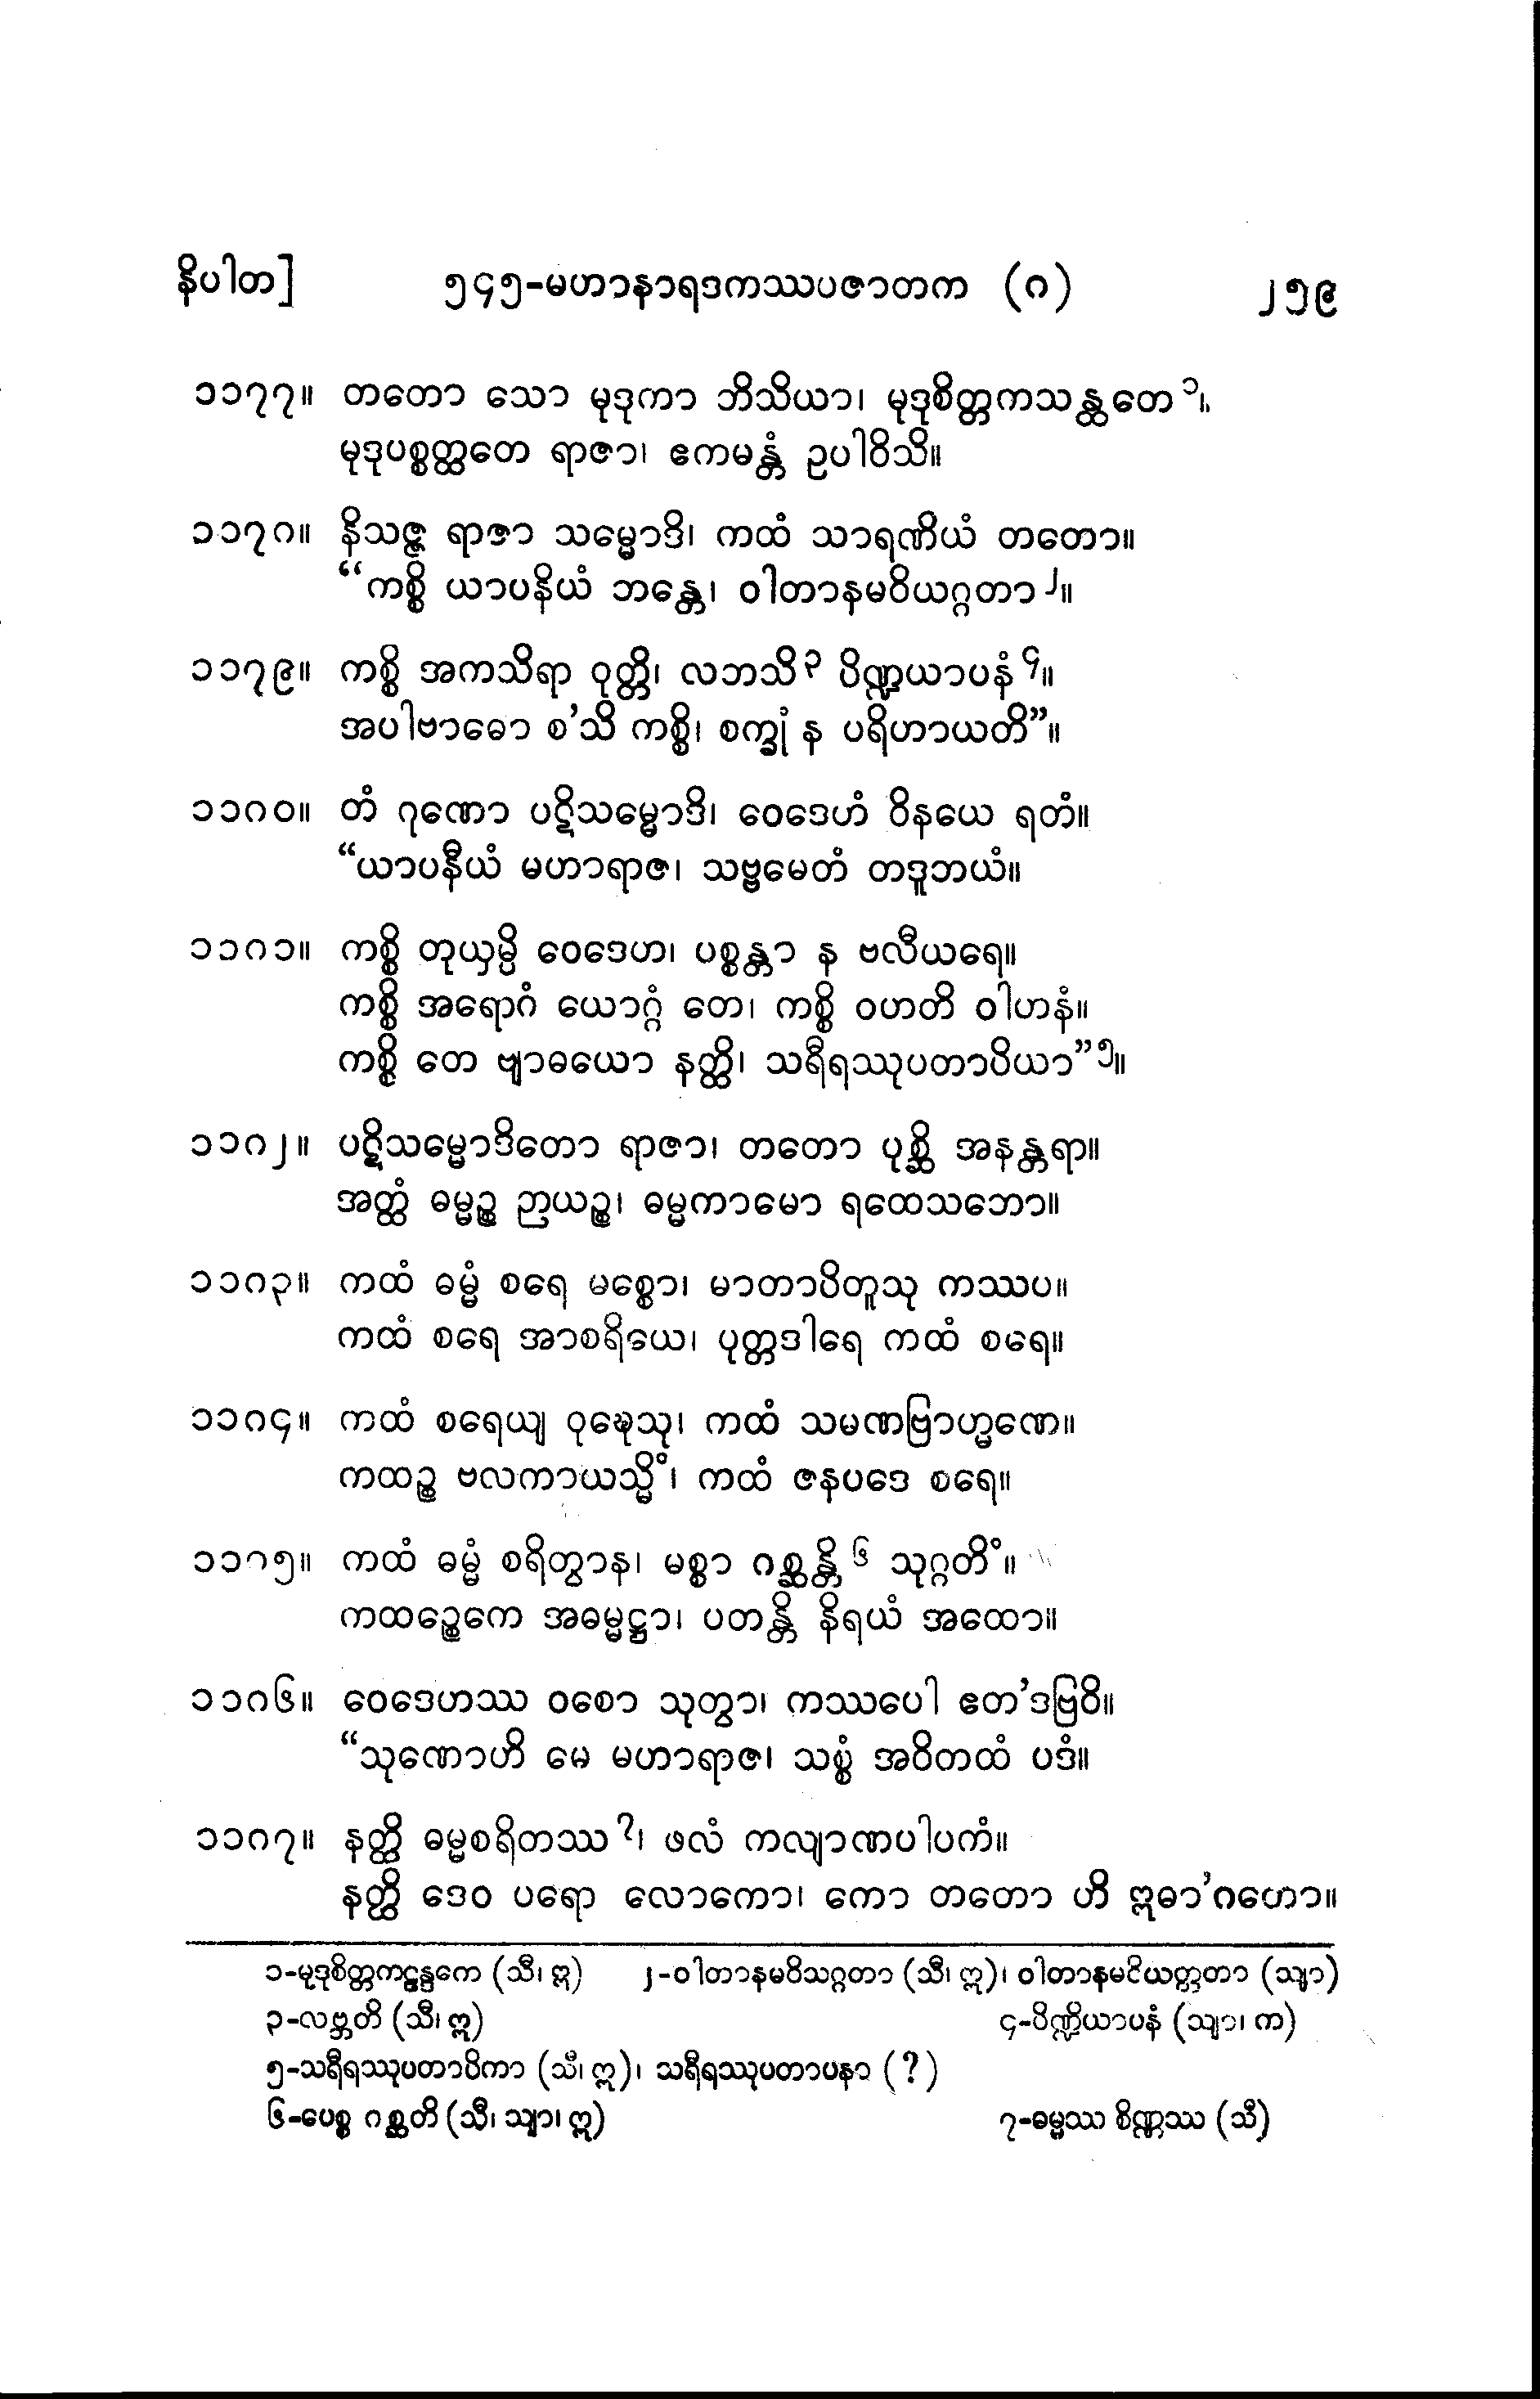 နိပါတ] ၅၄၅-မဟာနာရဒကဿပဇာတက (၈) ၂၅၉
၁၁၇၇။ တတော သော မုဒုကာ ဘိသိယာ၊ မုဒုစိတ္တကသန္ထတေ ၁။
မုဒုပစ္စတ္ထတေ ရာဇာ၊ ဧကမန္တံ ဥပါဝိသိ။
၁၁၇၈။ နိသဇ္ဇ ရာဇာ သမ္မောဒိ၊ ကထံ သာရဏီယံ တတော။
“ကစ္စိ ယာပနိယံ ဘန္တေ၊ ဝါတာနမဝိယဂ္ဂတာ ၂။
၁၁၇၉။ ကစ္စိ အကသိရာ ဝုတ္တိ၊ လဘသိ ၃ ပိဏ္ဍယာပနံ ၄။
အပါဗာဓော စ’သိ ကစ္စိ၊ စက္ခုံ န ပရိဟာယတိ”။
၁၁၈၀။ တံ ဂုဏော ပဋိသမ္မောဒိ၊ ဝေဒေဟံ ဝိနယေ ရတံ။
“ယာပနီယံ မဟာရာဇ၊ သဗ္ဗမေတံ တဒူဘယံ။
၁၁၈၁။ ကစ္စိ တုယှမ္ပိ ဝေဒေဟ၊ ပစ္စန္တာ န ဗလီယရေ။
ကစ္စိ အရောဂံ ယောဂ္ဂံ တေ၊ ကစ္စိ ဝဟတိ ဝါဟနံ။
ကစ္စိ တေ ဗျာဓယော နတ္ထိ၊ သရီရဿုပတာပိယာ” ၅။
၁၁၈၂။ ပဋိသမ္မောဒိတော ရာဇာ၊ တတော ပုစ္ဆိ အနန္တရာ။
အတ္ထံ ဓမ္မဉ္စ ဉာယဉ္စ၊ ဓမ္မကာမော ရထေသဘော။
၁၁၈၃။ ကထံ ဓမ္မံ စရေ မစ္စော၊ မာတာပိတူသု ကဿပ။
ကထံ စရေ အာစရိယေ၊ ပုတ္တဒါရေ ကထံ စရေ။
၁၁၈၄။ ကထံ စရေယျ ဝုဍ္ဎေသု၊ ကထံ သမဏဗြာဟ္မဏေ။
ကထဉ္စ ဗလကာယသ္မိံ၊ ကထံ ဇနပဒေ စရေ။
၁၁၈၅။ ကထံ ဓမ္မံ စရိတွာန၊ မစ္စာ ဂစ္ဆန္တိ ၆ သုဂ္ဂတိံ။
ကထဉ္စေကေ အဓမ္မဋ္ဌာ၊ ပတန္တိ နိရယံ အထော။
၁၁၈၆။ ဝေဒေဟဿ ဝစော သုတွာ၊ ကဿပေါ ဧတ’ဒဗြဝိ။
“သုဏောဟိ မေ မဟာရာဇ၊ သစ္စံ အဝိတထံ ပဒံ။
၁၁၈၇။ နတ္ထိ ဓမ္မစရိတဿ ၇၊ ဖလံ ကလျာဏပါပကံ။
နတ္ထိ ဒေဝ ပရော လောကော၊ ကော တတော ဟိ ဣဓာ’ဂတော။
၁-မုဒုစိတ္တကဠန္ဒကေ (သီ၊ ဣ) ၂-ဝါတာနမဝိသဂ္ဂတာ (သီ၊ ဣ)၊ ဝါတာနမဝိယတ္တတာ (သျာ)
၃-လဗ္ဘတိ (သီ၊ ဣ) ၄-ပိဏ္ဍိယာပနံ (သျာ၊ က)
၅-သရီရဿုပတာပိကာ (သီ၊ ဣ)၊ သရီရဿုပတာပနာ (?)
၆-ပေစ္စ ဂစ္ဆတိ (သီ၊ သျာ၊ ဣ) ၇-ဓမ္မဿ စိဏ္ဏဿ (သီ)